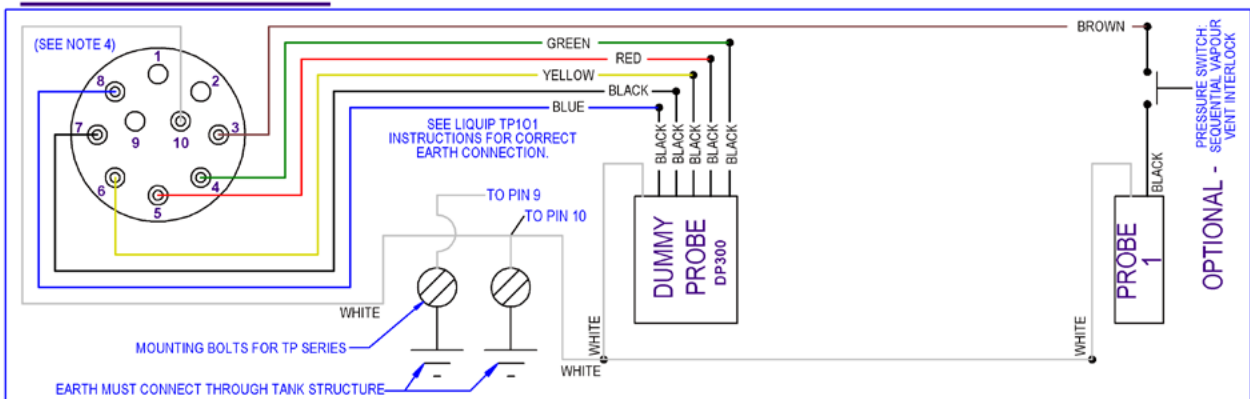 (SEE NOTE 4)
1
2
3
4
5
6
7
8
9
10
GREEN
RED
YELLOW
BLACK
BLUE
BROWN
SEE LIQUIP TP101
INSTRUCTIONS FOR CORRECT
EARTH CONNECTION.
BLACK
BLACK
BLACK
BLACK
BLACK
BLACK
TO PIN 9
TO PIN 10
DUMMY
PROBE
DP300
PROBE
1
OPTIONAL -
PRESSURE SWITCH:
SEQUENTIAL VAPOUR
VENT INTERLOCK
WHITE
WHITE
WHITE
WHITE
MOUNTING BOLTS FOR TP SERIES
EARTH MUST CONNECT THROUGH TANK STRUCTURE